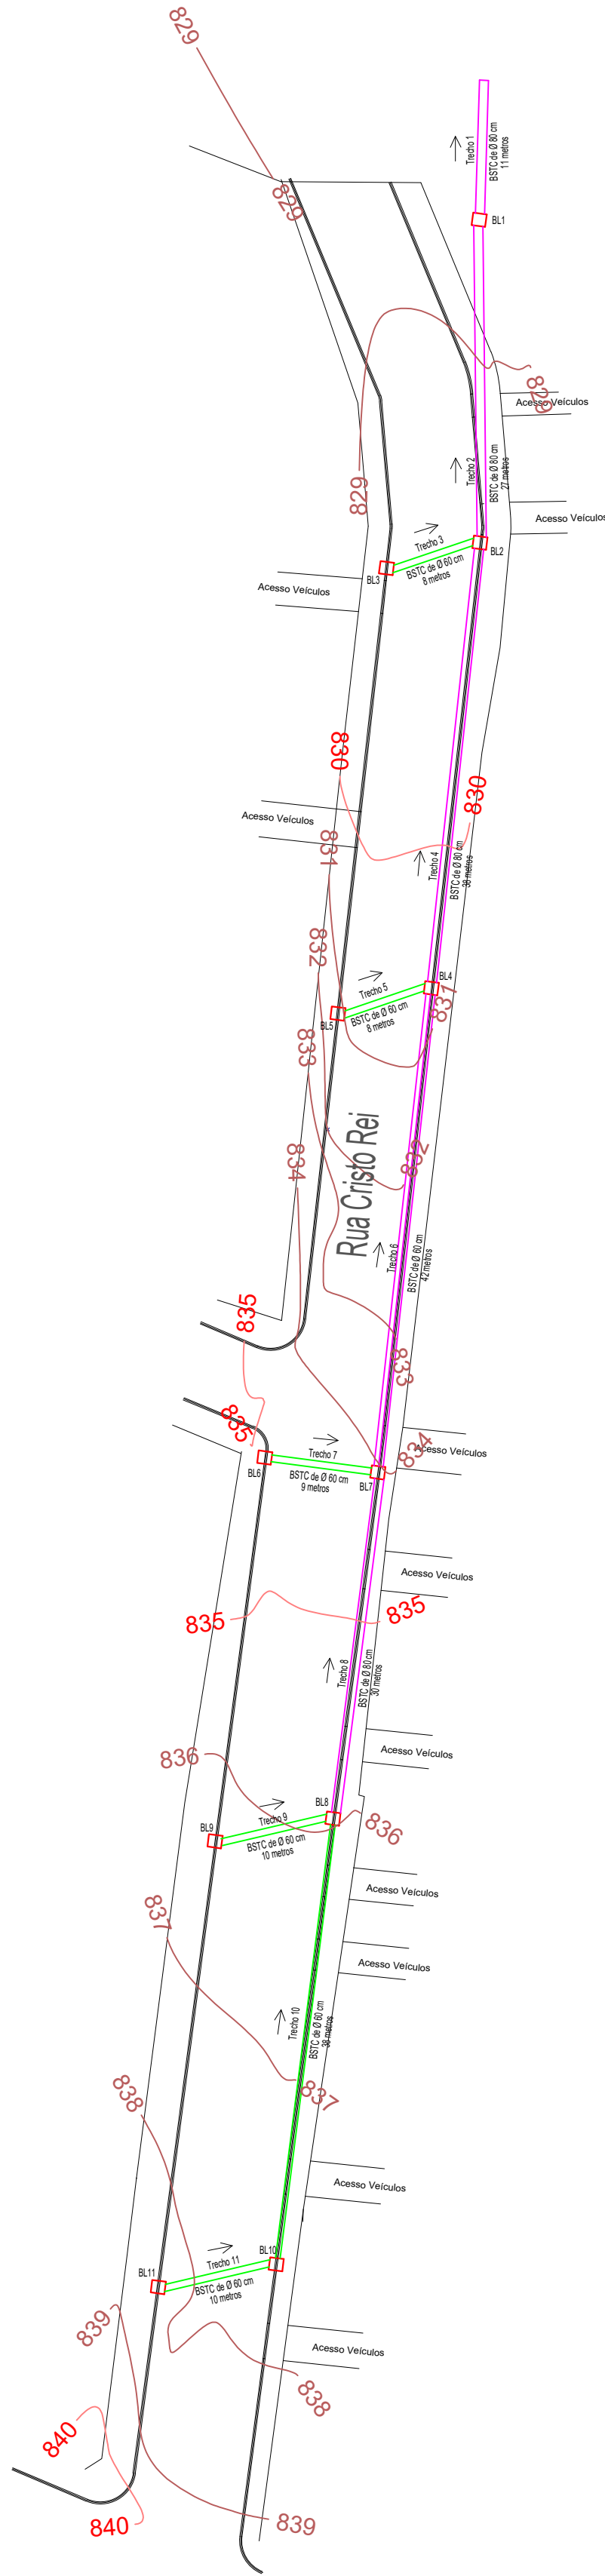 829
Trecho 1
BSTC de Ø 80 cm
11 metros
829
BL1
829
Acesso Veículos
829
Trecho 2
BSTC de Ø 80 cm
27 metros
Acesso Veículos
Trecho 3
BL2
BSTC de Ø 60 cm
8 metros
BL3
Acesso Veículos
830
830
Acesso Veículos
831
Trecho 4
BSTC de Ø 80 cm
38 metros
832
BL4
Trecho 5
831
BSTC de Ø 60 cm
8 metros
BL5
833
Rua Cristo Rei
834
832
Trecho 6
BSTC de Ø 60 cm
42 metros
835
833
835
Acesso Veículos
834
Trecho 7
BL6
BSTC de Ø 60 cm
9 metros
BL7
Acesso Veículos
835
835
Trecho 8
BSTC de Ø 80 cm
30 metros
836
Acesso Veículos
BL8
Trecho 9
836
BL9
BSTC de Ø 60 cm
10 metros
Acesso Veículos
837
Acesso Veículos
Trecho 10
BSTC de Ø 60 cm
38 metros
838
837
Acesso Veículos
BL10
Trecho 11
BL11
BSTC de Ø 60 cm
10 metros
839
Acesso Veículos
838
840
840
839